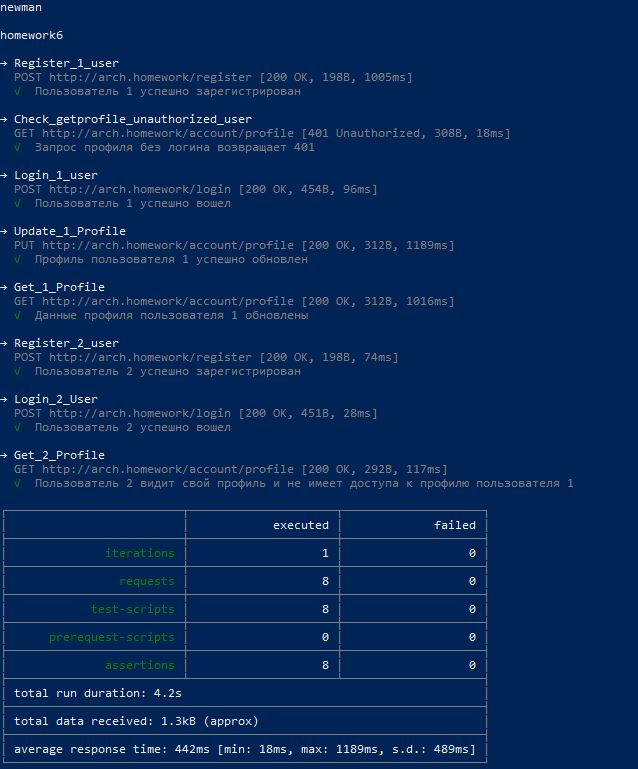 newman
homework6
→ Register_1_user
POST http://arch.homework/register [200 OK, 198B, 1005ms]
√ Пользователь 1 успешно зарегистрирован
→ Check_getprofile_unauthorized_user
GET http://arch.homework/account/profile [401 Unauthorized, 308B, 18ms]
√ Запрос профиля без логина возвращает 401
→ Login_1_user
POST http://arch.homework/login [200 OK, 454B, 96ms]
√ Пользователь 1 успешно вошел
→ Update_1_Profile
PUT http://arch.homework/account/profile [200 OK, 312B, 1189ms]
√ Профиль пользователя 1 успешно обновлен
→ Get_1_Profile
GET http://arch.homework/account/profile [200 OK, 312B, 1016ms]
√ Данные профиля пользователя 1 обновлены
→ Register_2_user
POST http://arch.homework/register [200 OK, 198B, 74ms]
√ Пользователь 2 успешно зарегистрирован
→ Login_2_User
POST http://arch.homework/login [200 OK, 451B, 28ms]
√ Пользователь 2 успешно вошел
→ Get_2_Profile
GET http://arch.homework/account/profile [200 OK, 292B, 117ms]
√ Пользователь 2 видит свой профиль и не имеет доступа к профилю пользователя 1
executed failed
iterations 1 0
requests 8 0
test-scripts 8 0
prerequest-scripts 0 0
assertions 8 0
total run duration: 4.2s
total data received: 1.3kB (approx)
average response time: 442ms [min: 18ms, max: 1189ms, s.d.: 489ms]